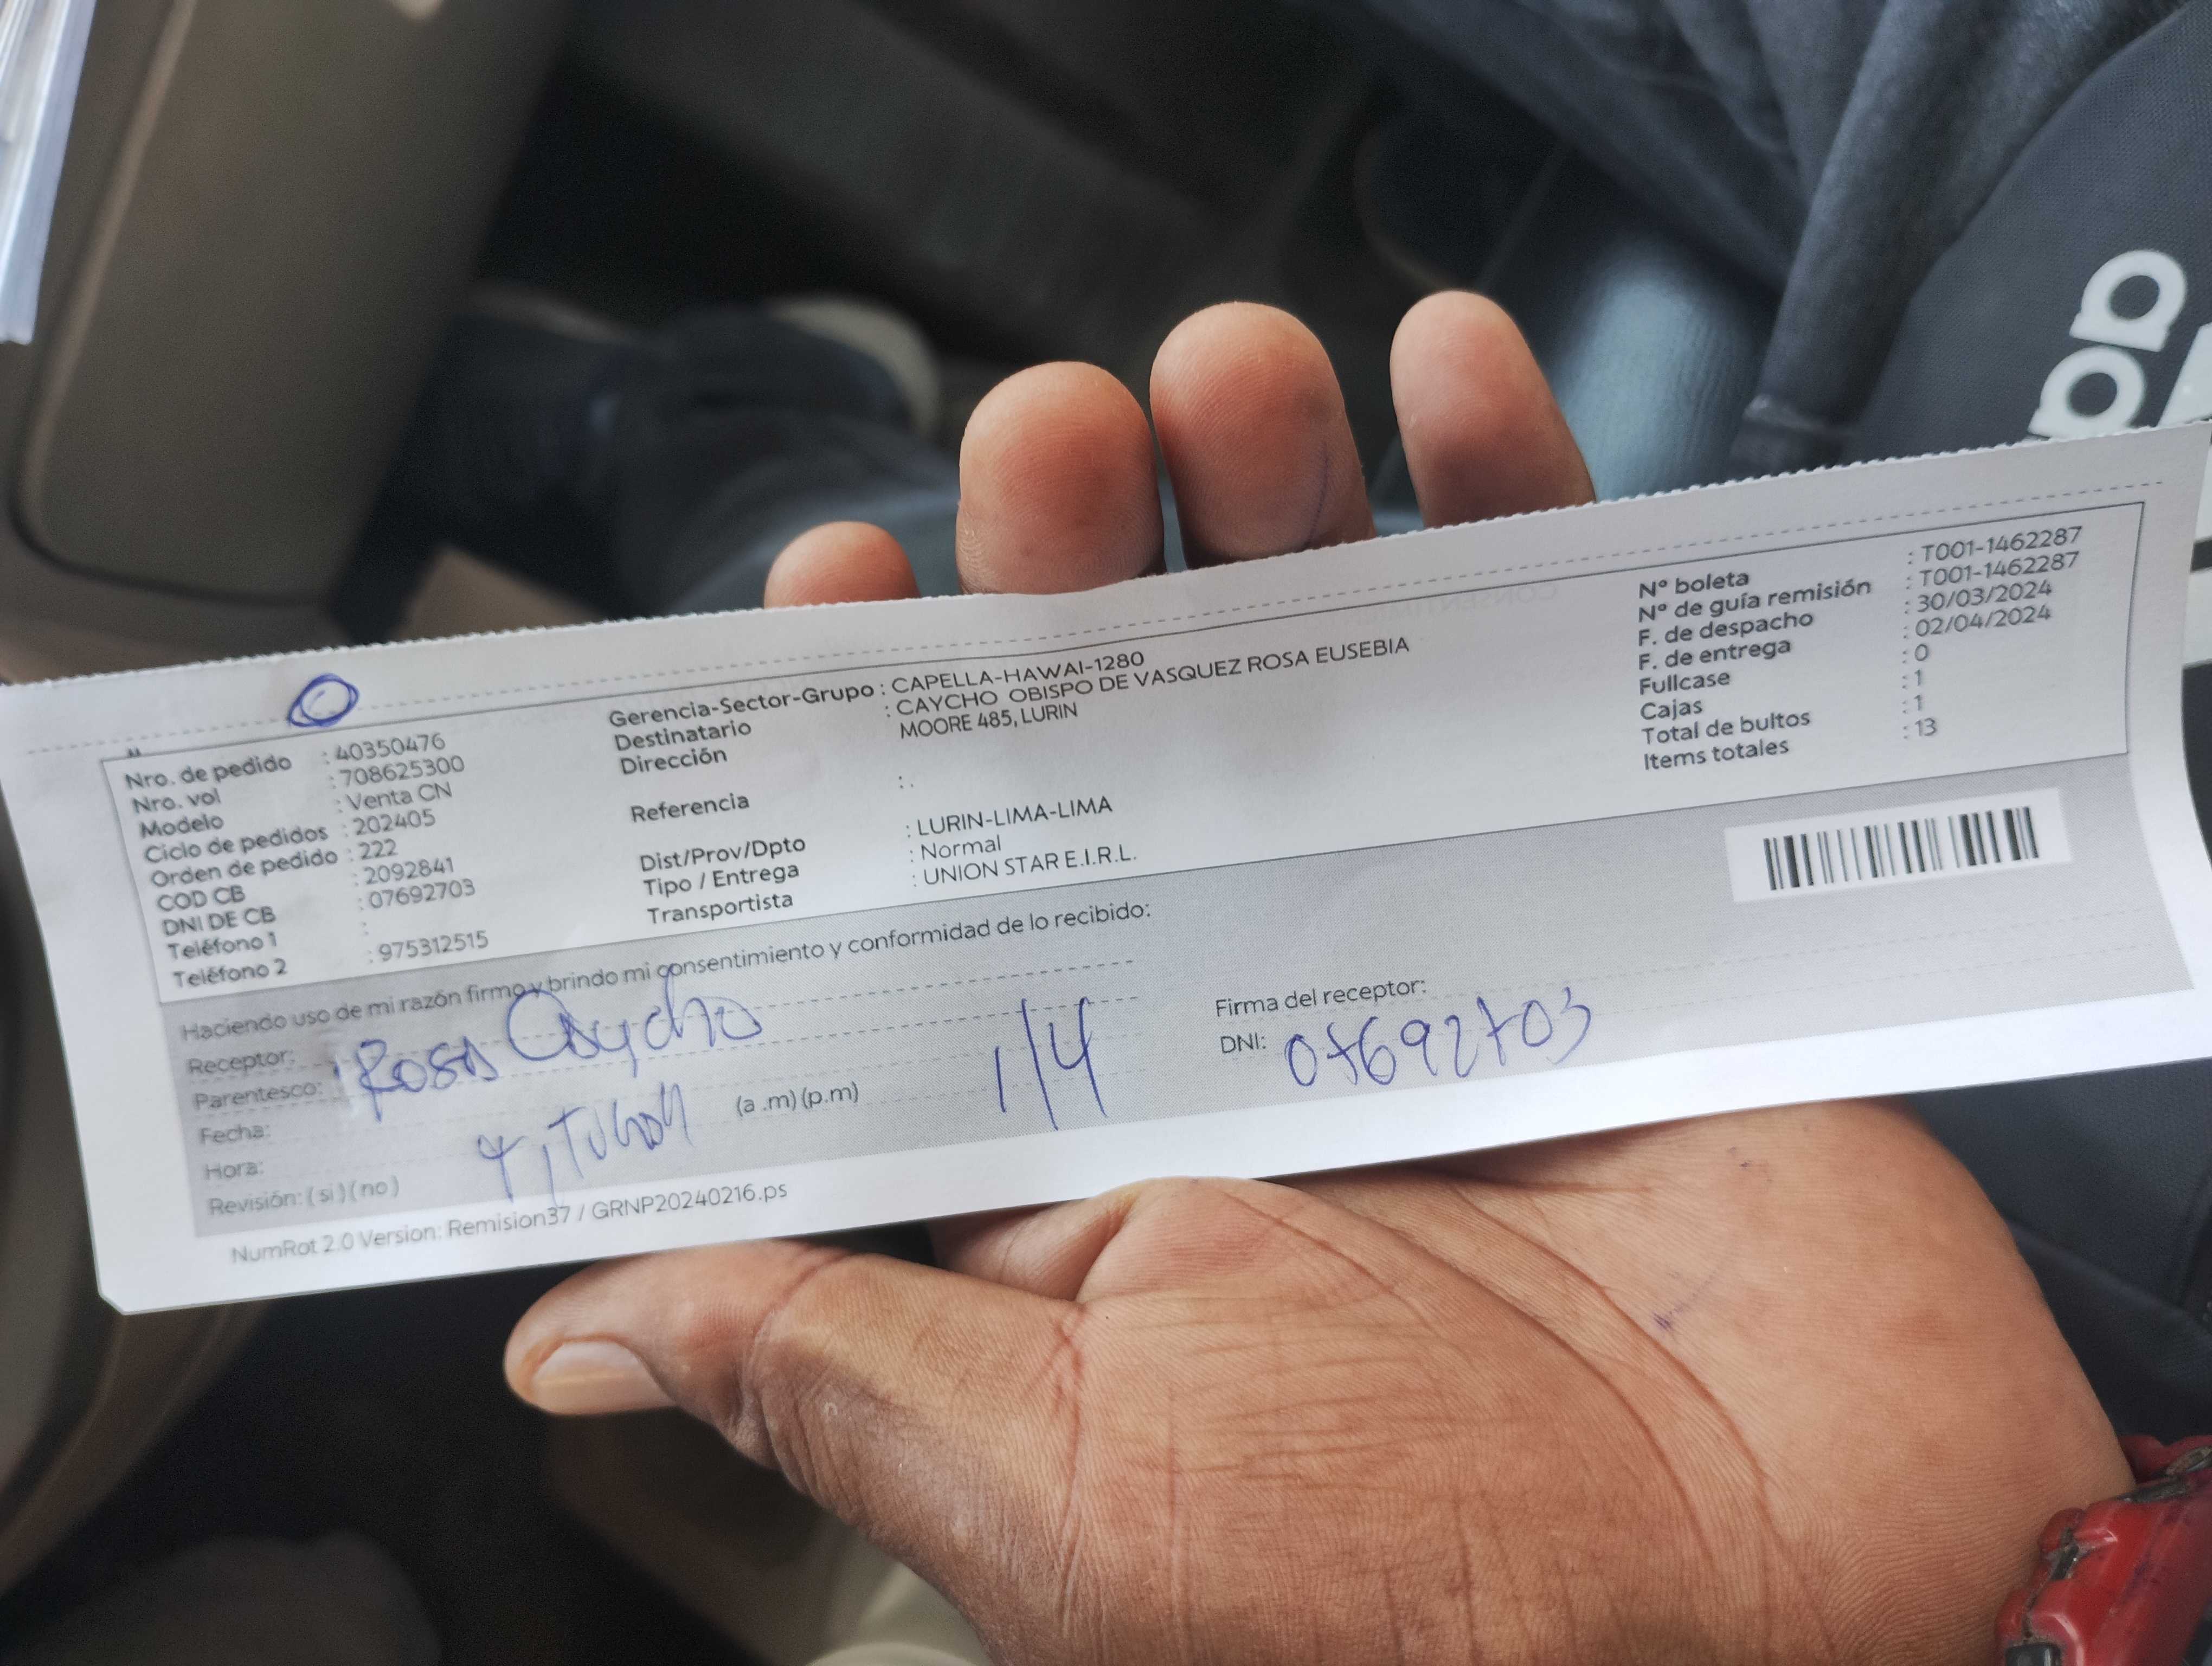 Nro. de pedido : 40350476
Nro. vol : 708625300
Modelo : Venta CN
Ciclo de pedidos : 202405
Orden de pedido : 222
COD CB : 2092841
DNI DE CB : 07692703
Teléfono 1 :
Teléfono 2 : 975312515
Gerencia-Sector-Grupo : CAPELLA-HAWAI-1280
Destinatario : CAYCHO OBISPO DE VASQUEZ ROSA EUSEBIA
Dirección MOORE 485, LURIN
Referencia : .
Dist/Prov/Dpto : LURIN-LIMA-LIMA
Tipo / Entrega : Normal
Transportista : UNION STAR E.I.R.L.
Nº boleta : T001-1462287
Nº de guía remisión : T001-1462287
F. de despacho : 30/03/2024
F. de entrega : 02/04/2024
Fullcase : 0
Cajas : 1
Total de bultos : 1
Items totales : 13
Haciendo uso de mi razón firmo y brindo mi consentimiento y conformidad de lo recibido:
Receptor: Rosa Caycho
Parentesco:
Fecha: 1/4
Hora: (a .m) (p.m)
Titular
Revisión: ( si ) ( no )
Firma del receptor:
DNI: 07692703
NumRot 2.0 Version: Remision37 / GRNP20240216.ps